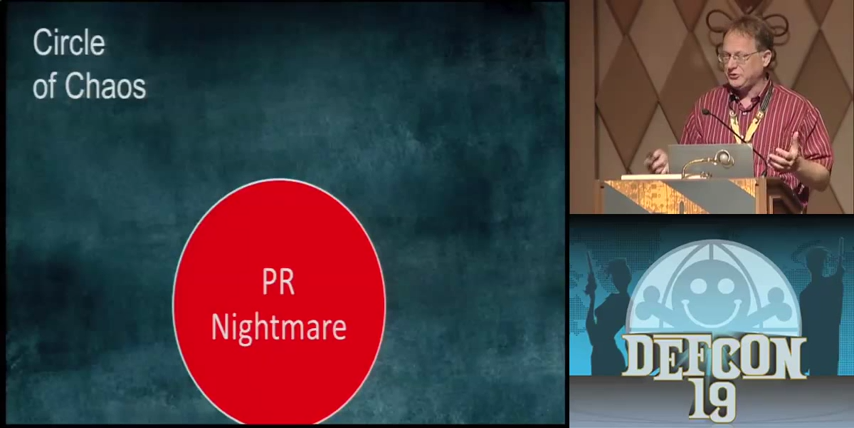 Circle
of Chaos
PR
Nightmare
DEFCON
19